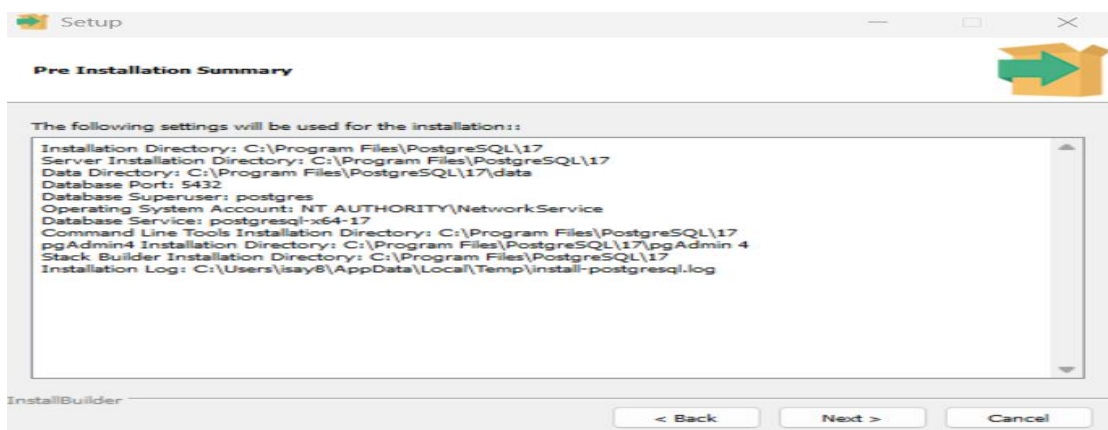 Setup
Pre Installation Summary
The following settings will be used for the installation::
Installation Directory: C:\Program Files\PostgreSQL\17
Server Installation Directory: C:\Program Files\PostgreSQL\17
Data Directory: C:\Program Files\PostgreSQL\17\data
Database Port: 5432
Database Superuser: postgres
Operating System Account: NT AUTHORITY\NetworkService
Database Service: postgresql-x64-17
Command Line Tools Installation Directory: C:\Program Files\PostgreSQL\17
pgAdmin4 Installation Directory: C:\Program Files\PostgreSQL\17\pgAdmin 4
Stack Builder Installation Directory: C:\Program Files\PostgreSQL\17
Installation Log: C:\Users\isay8\AppData\Local\Temp\install-postgresql.log
InstallBuilder
< Back Next > Cancel